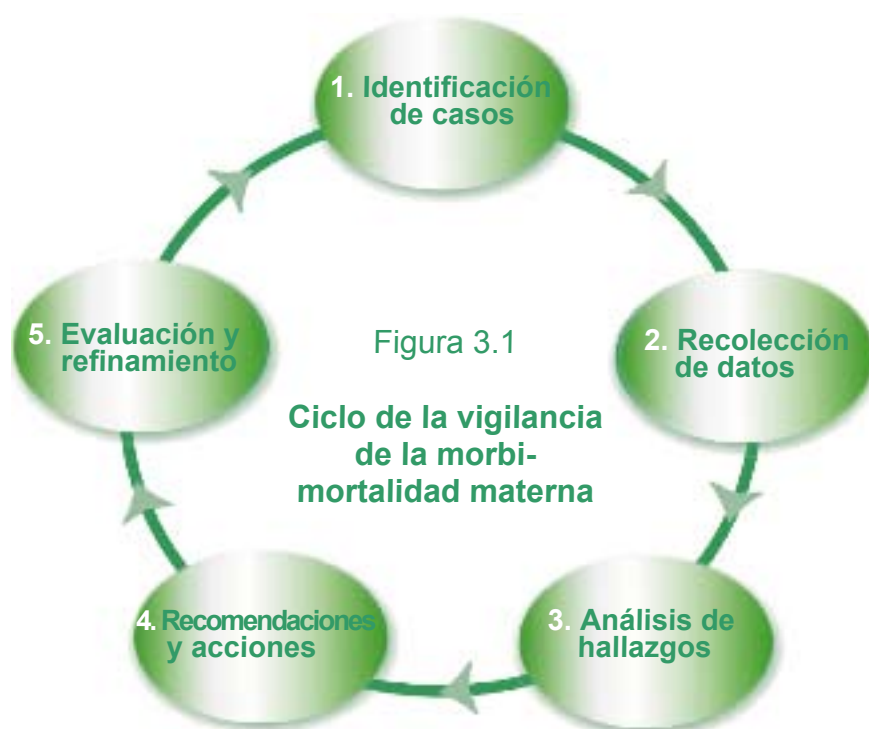 1. Identificación
de casos
2. Recolección
de datos
3. Análisis de
hallazgos
4. Recomendaciones
y acciones
5. Evaluación y
refinamiento
Figura 3.1
Ciclo de la vigilancia
de la morbi-
mortalidad materna